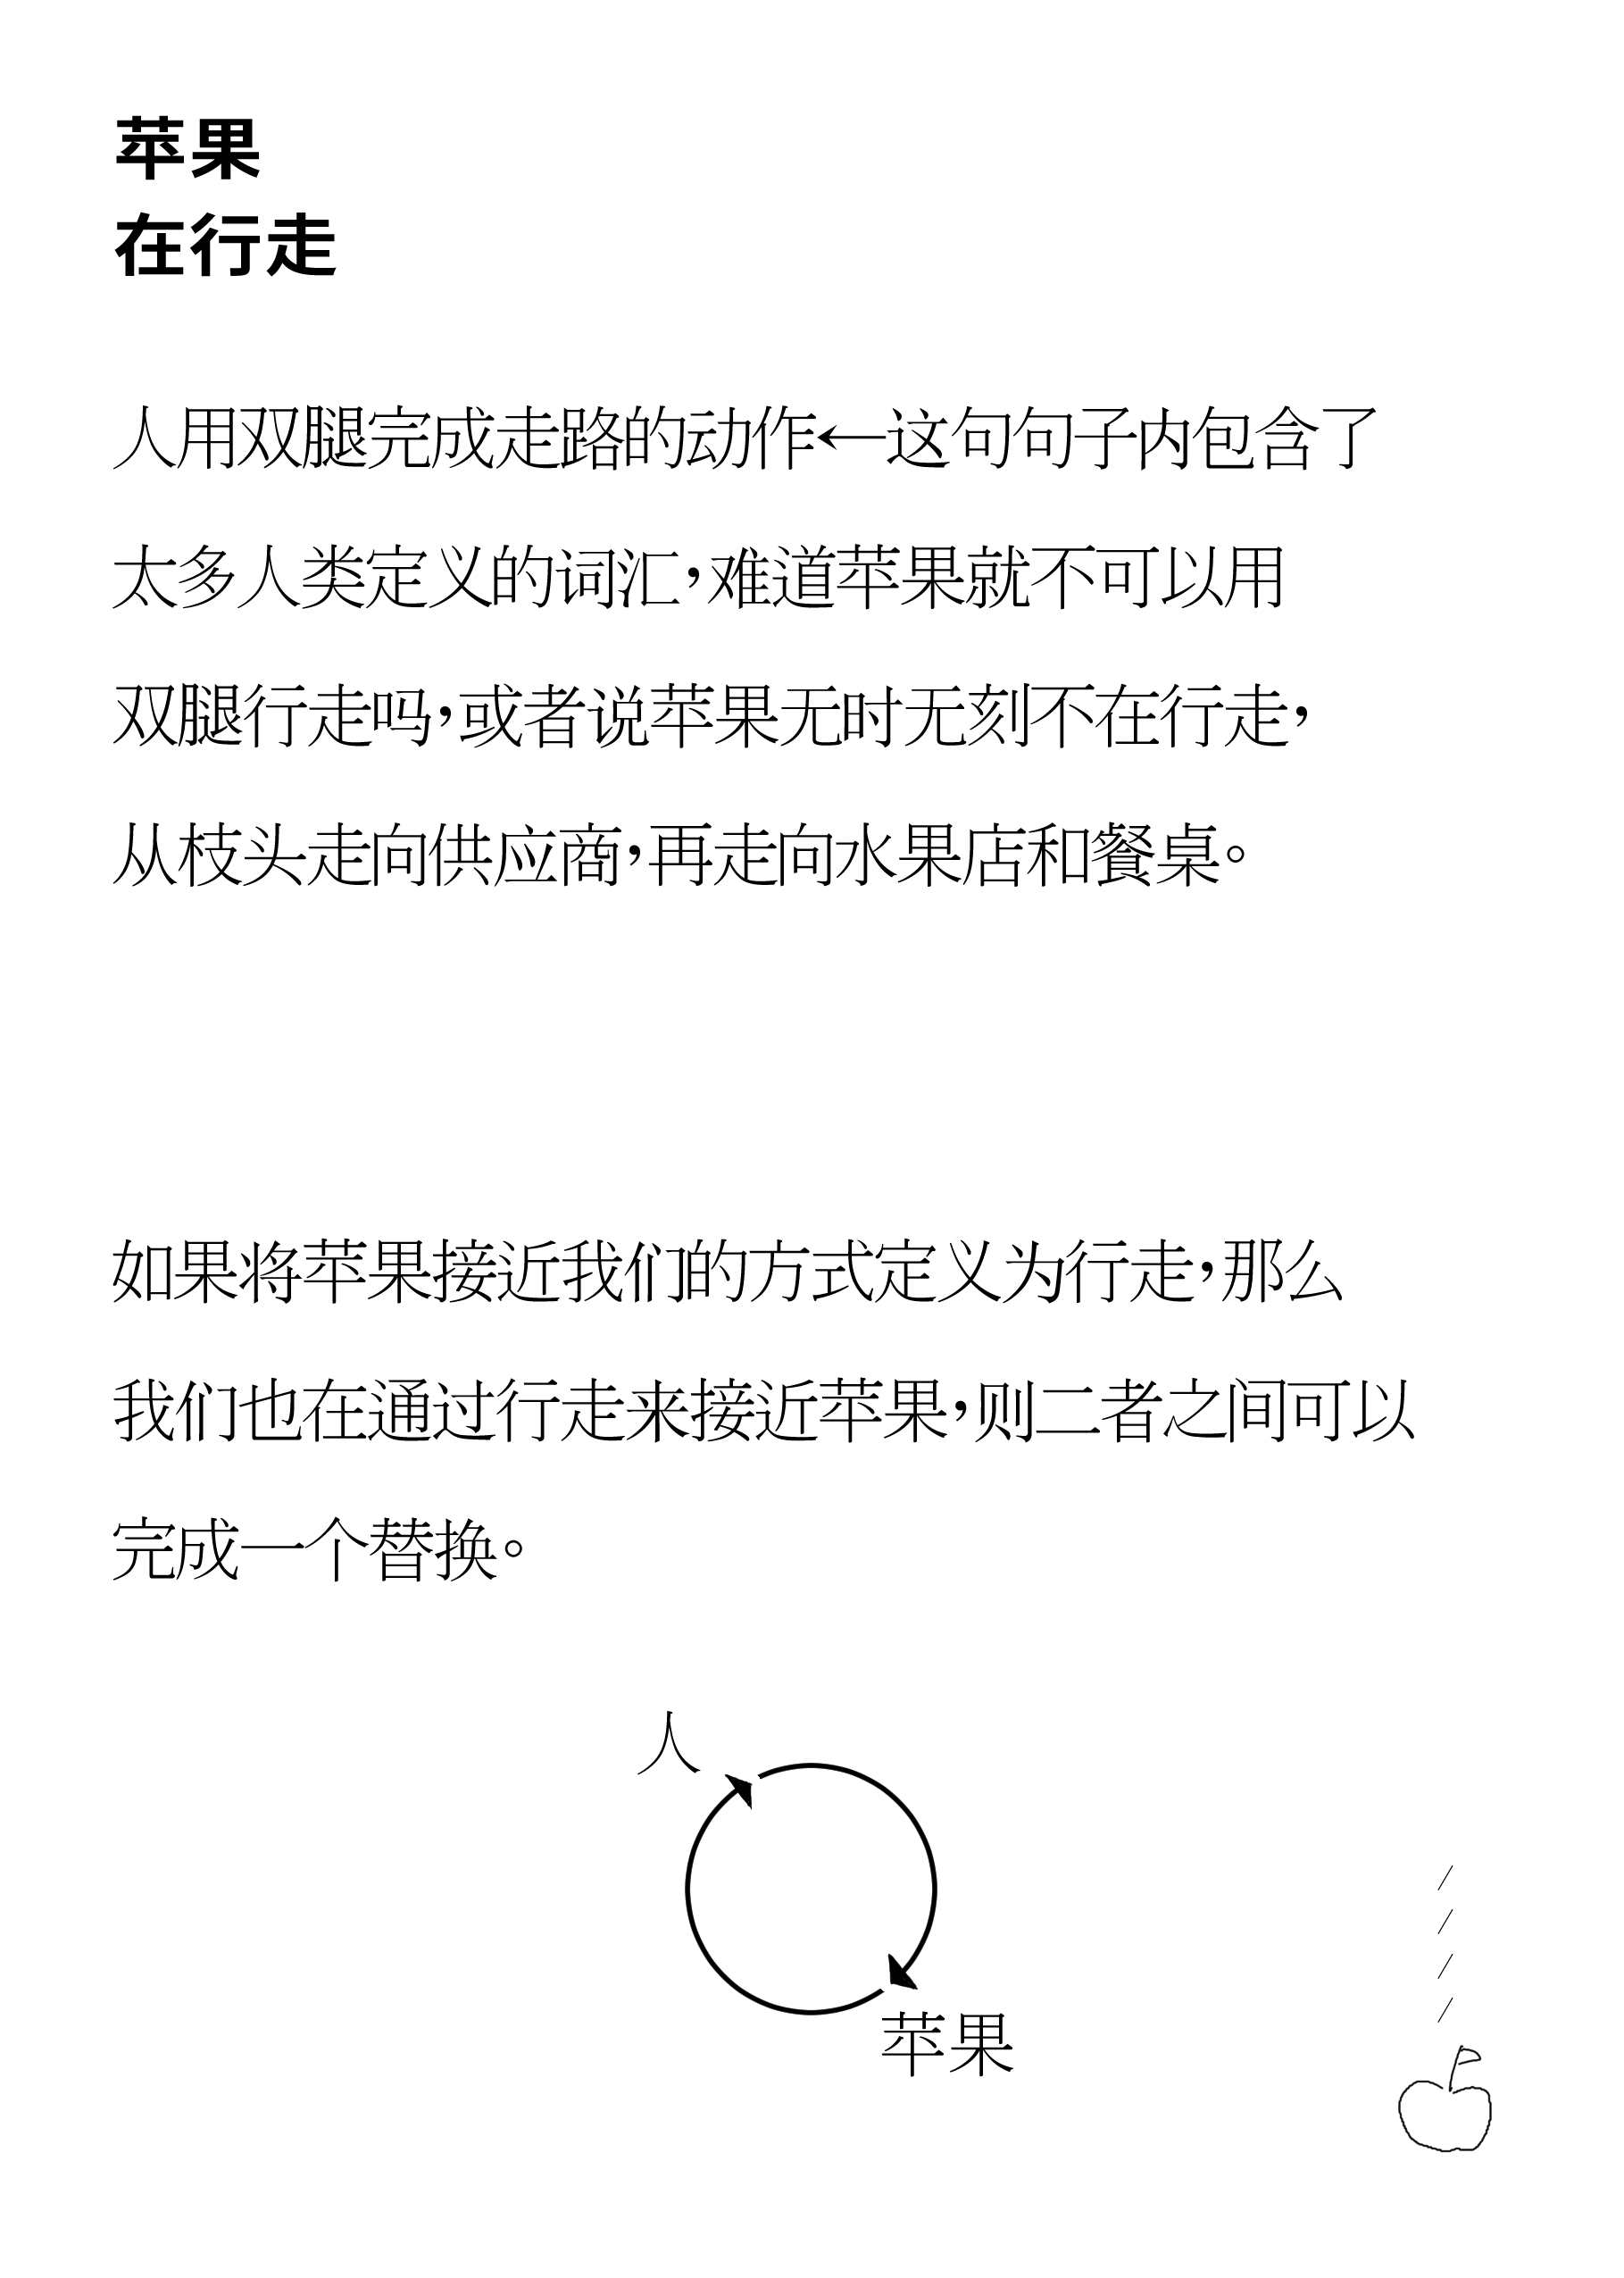 苹果
在行走
人用双腿完成走路的动作←这句句子内包含了
太多人类定义的词汇，难道苹果就不可以用
双腿行走吗，或者说苹果无时无刻不在行走，
从枝头走向供应商，再走向水果店和餐桌。
如果将苹果接近我们的方式定义为行走，那么
我们也在通过行走来接近苹果，则二者之间可以
完成一个替换。
人
苹果